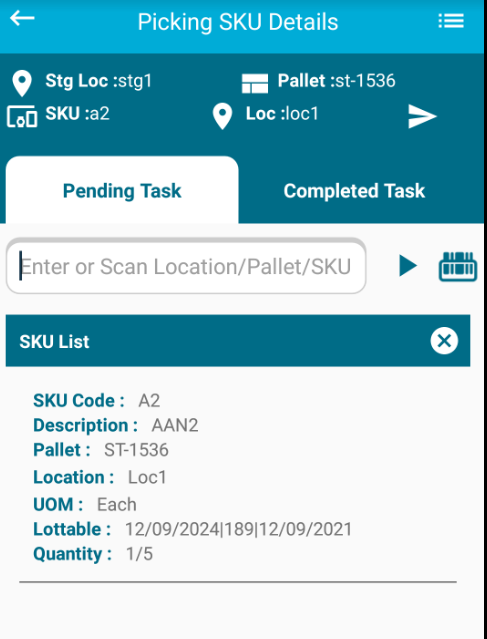 Picking SKU Details
Stg Loc :stg1 Pallet :st-1536
SKU :a2 Loc :loc1
Pending Task Completed Task
Enter or Scan Location/Pallet/SKU
SKU List
SKU Code : A2
Description : AAN2
Pallet : ST-1536
Location : Loc1
UOM : Each
Lottable : 12/09/2024|189|12/09/2021
Quantity : 1/5